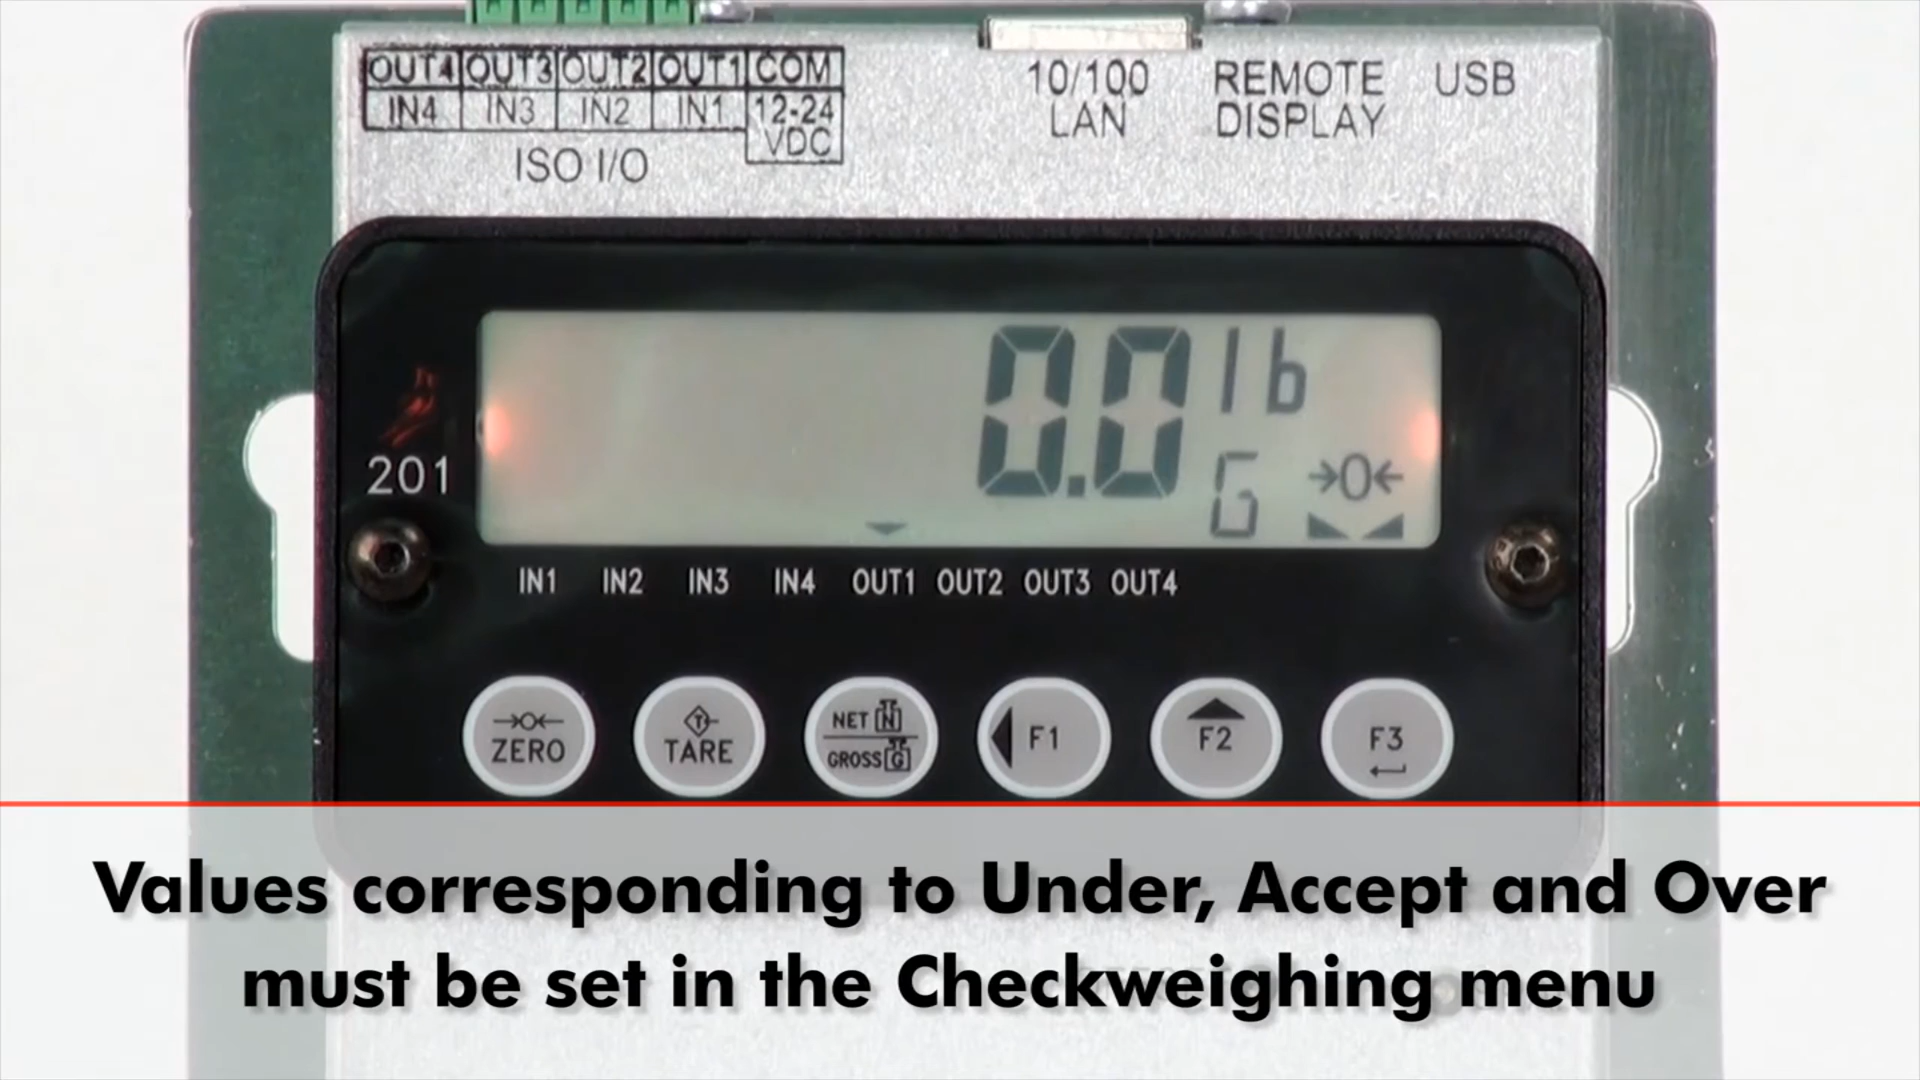 OUT4 OUT3 OUT2 OUT1 COM
IN4 IN3 IN2 IN1 12-24 VDC
ISO I/O
10/100 LAN
REMOTE DISPLAY
USB
0.0 lb
G
→0←
201
IN1 IN2 IN3 IN4 OUT1 OUT2 OUT3 OUT4
→0← ZERO
T TARE
NET N
GROSS G
F1
F2
F3
Values corresponding to Under, Accept and Over
must be set in the Checkweighing menu